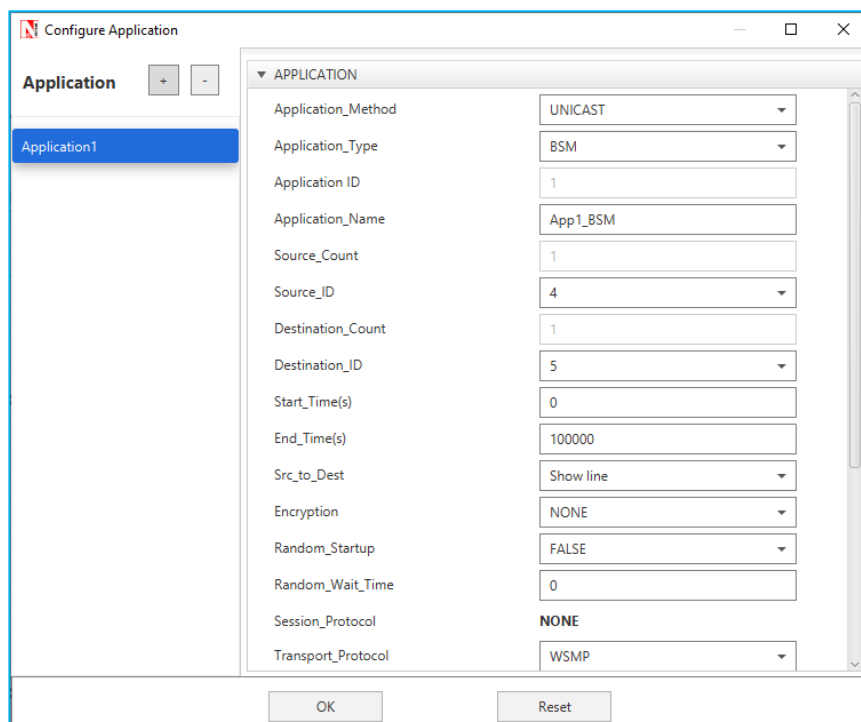 Configure Application
Application + -
Application1
APPLICATION
Application_Method UNICAST
Application_Type BSM
Application ID 1
Application_Name App1_BSM
Source_Count 1
Source_ID 4
Destination_Count 1
Destination_ID 5
Start_Time(s) 0
End_Time(s) 100000
Src_to_Dest Show line
Encryption NONE
Random_Startup FALSE
Random_Wait_Time 0
Session_Protocol NONE
Transport_Protocol WSMP
OK Reset